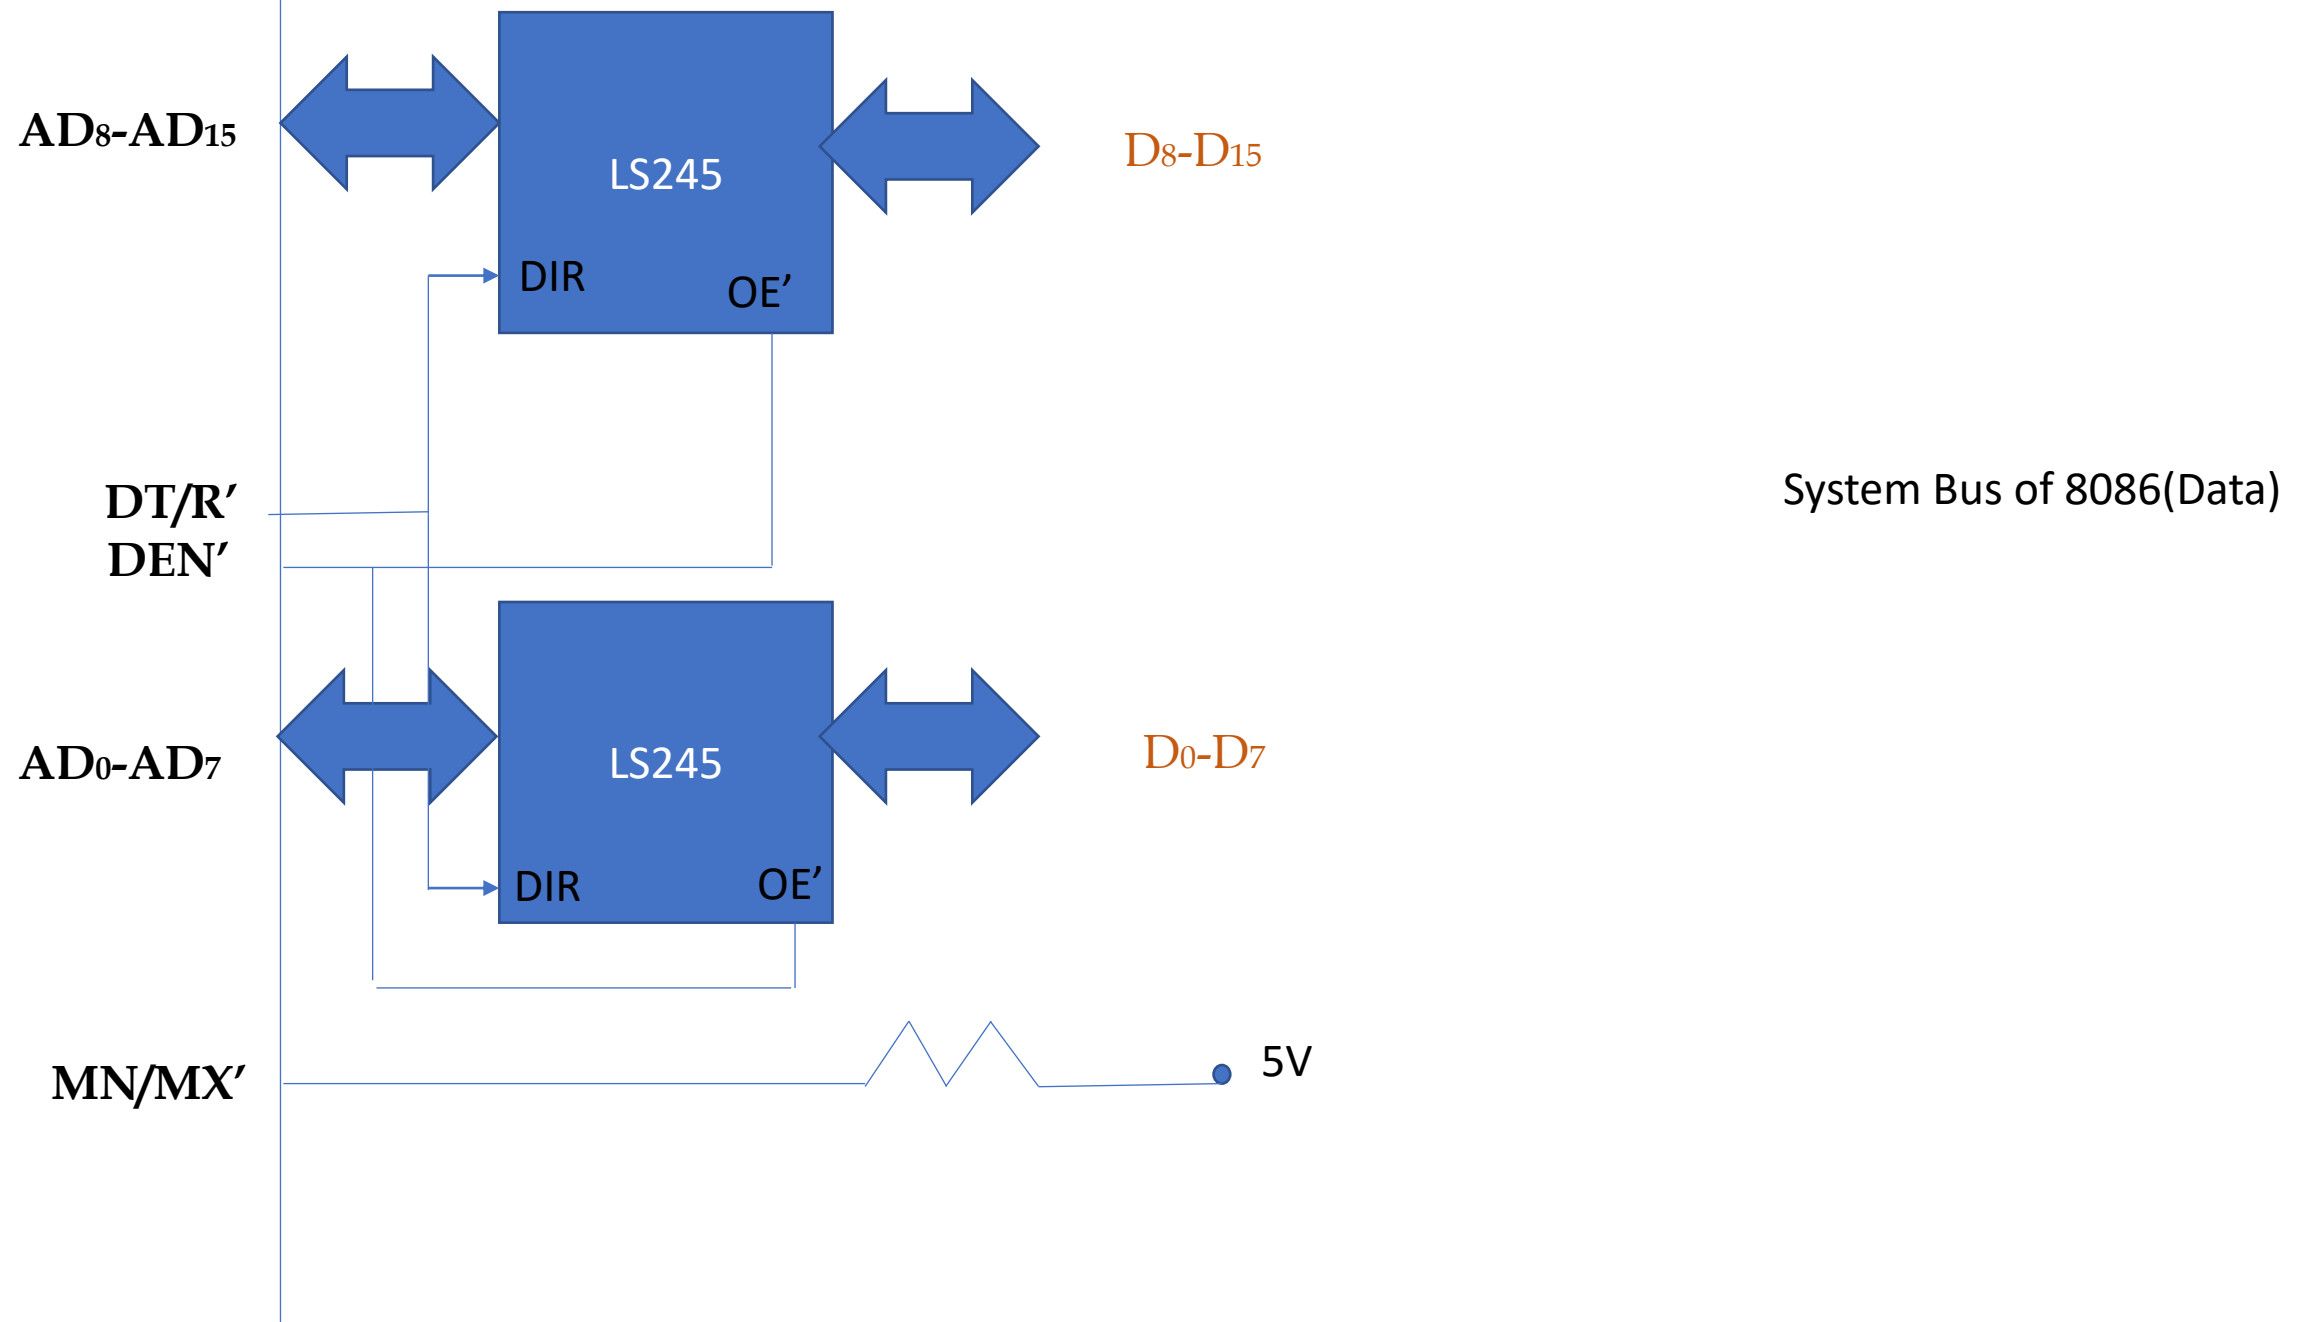 AD8-AD15
LS245
D8-D15
DIR
OE’
DT/R’
System Bus of 8086(Data)
DEN’
AD0-AD7
LS245
D0-D7
DIR
OE’
MN/MX’
5V